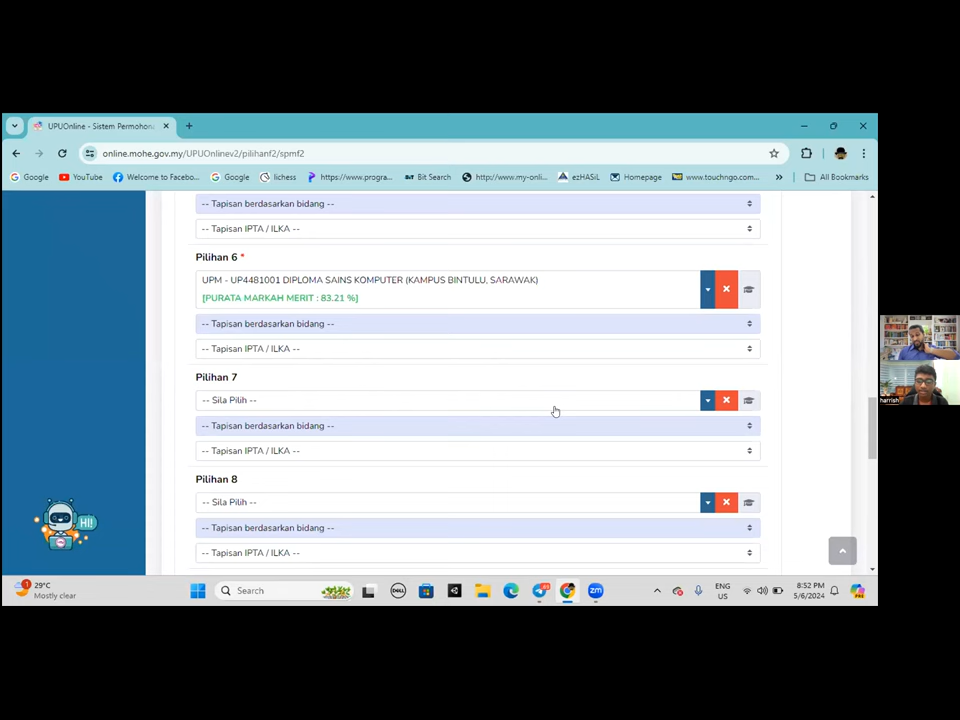 UPUOnline - Sistem Permohona
online.mohe.gov.my/UPUOnlinev2/pilihanf2/spmf2
Google YouTube Welcome to Facebo... Google lichess https://www.progra... Bit Search http://www.my-onli... ezHASiL Homepage www.touchngo.com... » All Bookmarks
-- Tapisan berdasarkan bidang --
-- Tapisan IPTA / ILKA --
Pilihan 6 *
UPM - UP4481001 DIPLOMA SAINS KOMPUTER (KAMPUS BINTULU, SARAWAK)
[PURATA MARKAH MERIT : 83.21 %]
-- Tapisan berdasarkan bidang --
-- Tapisan IPTA / ILKA --
Pilihan 7
-- Sila Pilih --
-- Tapisan berdasarkan bidang --
-- Tapisan IPTA / ILKA --
Pilihan 8
-- Sila Pilih --
-- Tapisan berdasarkan bidang --
-- Tapisan IPTA / ILKA --
HI!
harrish
1
29°C
Mostly clear
Search
DELL
zm
ENG
US
8:52 PM
5/6/2024
PRE